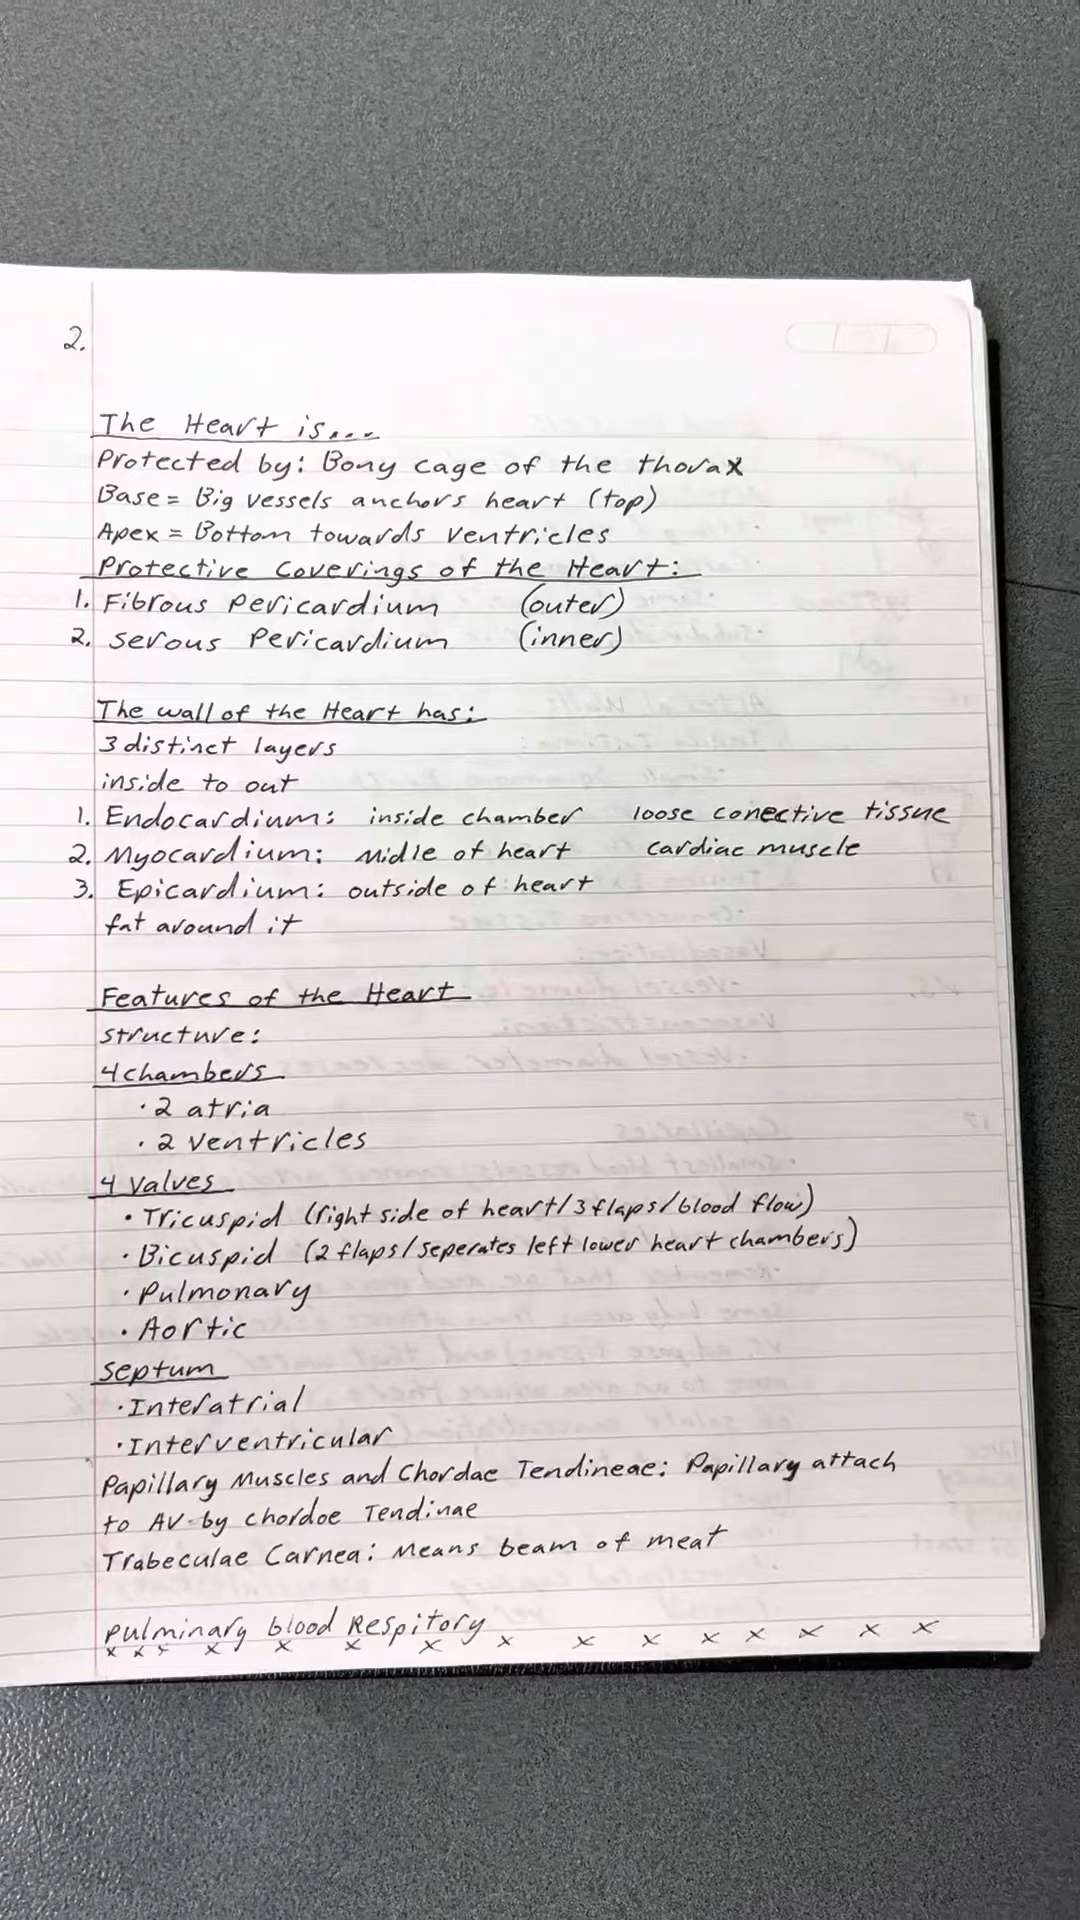 2.
The Heart is...
Protected by: Bony cage of the thorax
Base = Big vessels anchors heart (top)
Apex = Bottom towards ventricles
Protective Coverings of the Heart:
1. Fibrous Pericardium (outer)
2. serous Pericardium (inner)
The wall of the Heart has:
3 distinct layers
inside to out
1. Endocardium: inside chamber loose conective tissue
2. Myocardium: Midle of heart cardiac muscle
3. Epicardium: outside of heart
fat around it
Features of the Heart
structure:
4 chambers
· 2 atria
· 2 ventricles
4 valves
· Tricuspid (right side of heart/3 flaps/blood flow)
· Bicuspid (2 flaps/seperates left lower heart chambers)
· Pulmonary
· Aortic
septum
· Interatrial
· Interventricular
Papillary Muscles and Chordae Tendineae: Papillary attach
to AV by chordoe Tendinae
Trabeculae Carnea: Means beam of meat
pulminary blood Respitory
x x x x x x x x x x x x x x x